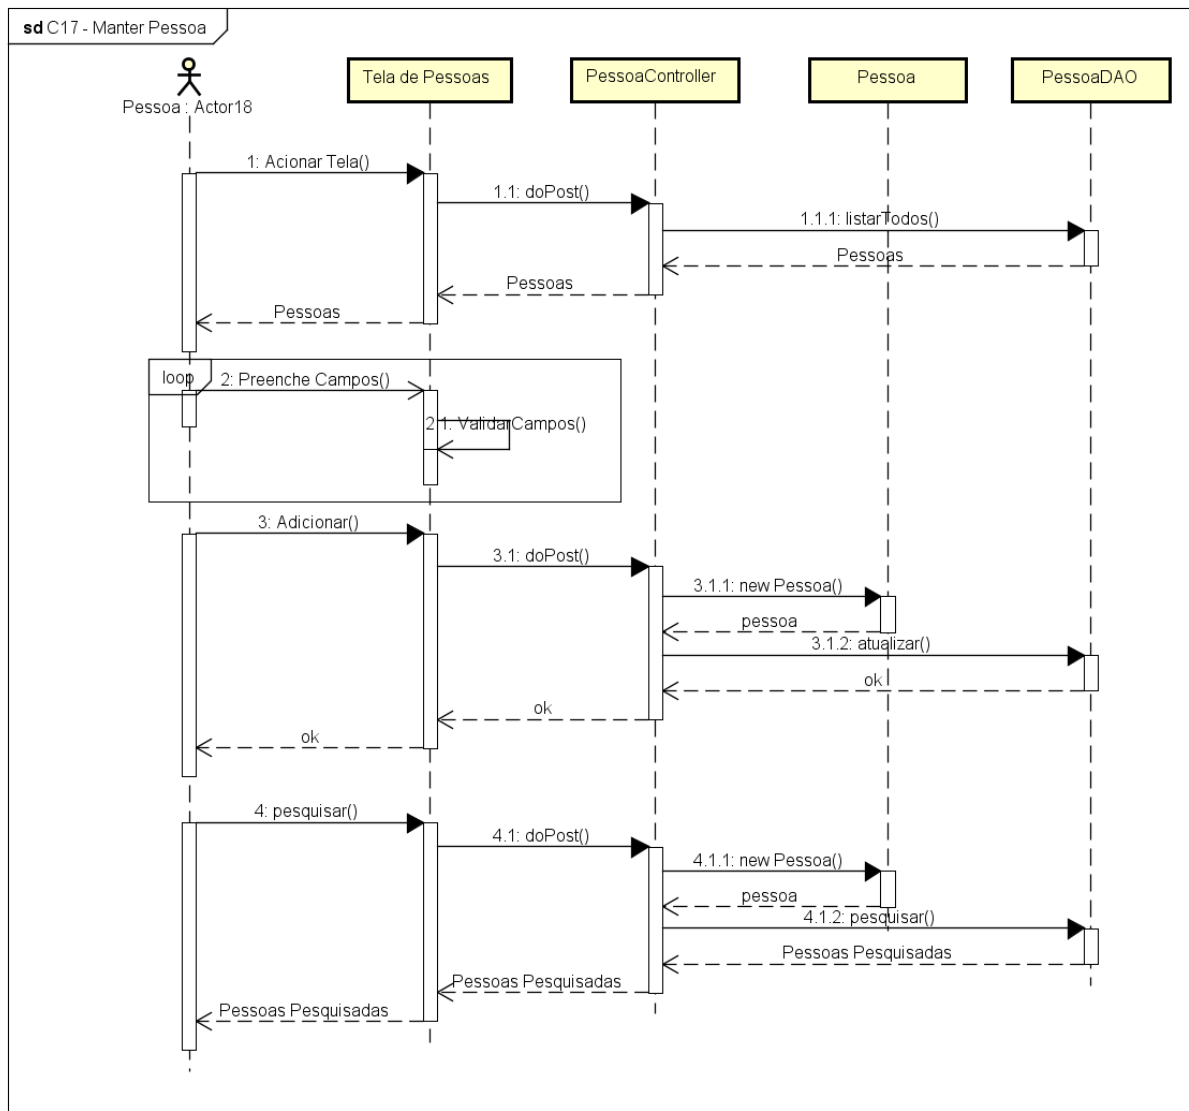 sd C17 - Manter Pessoa
Pessoa : Actor18
Tela de Pessoas
PessoaController
Pessoa
PessoaDAO
1: Acionar Tela()
1.1: doPost()
1.1.1: listarTodos()
Pessoas
Pessoas
Pessoas
loop
2: Preenche Campos()
2.1: ValidarCampos()
3: Adicionar()
3.1: doPost()
3.1.1: new Pessoa()
pessoa
3.1.2: atualizar()
ok
ok
ok
4: pesquisar()
4.1: doPost()
4.1.1: new Pessoa()
pessoa
4.1.2: pesquisar()
Pessoas Pesquisadas
Pessoas Pesquisadas
Pessoas Pesquisadas